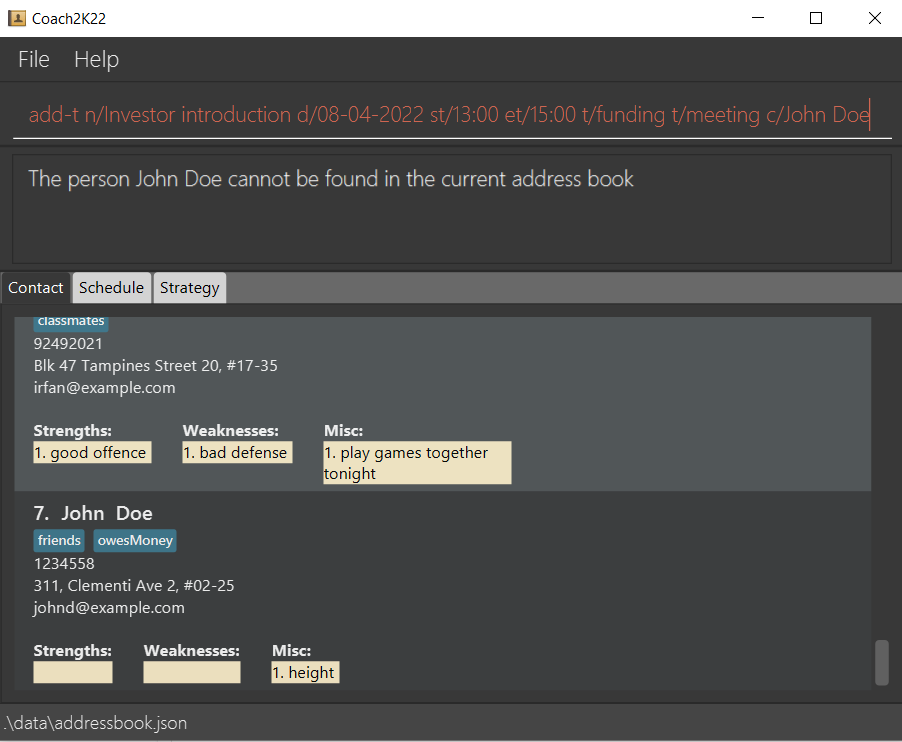 Coach2K22
File Help
add-t n/Investor introduction d/08-04-2022 st/13:00 et/15:00 t/funding t/meeting c/John Doe
The person John Doe cannot be found in the current address book
Contact Schedule Strategy
classmates
92492021
Blk 47 Tampines Street 20, #17-35
irfan@example.com
Strengths: Weaknesses: Misc:
1. good offence 1. bad defense 1. play games together
tonight
7. John  Doe
friends owesMoney
1234558
311, Clementi Ave 2, #02-25
johnd@example.com
Strengths: Weaknesses: Misc:
1. height
.\data\addressbook.json